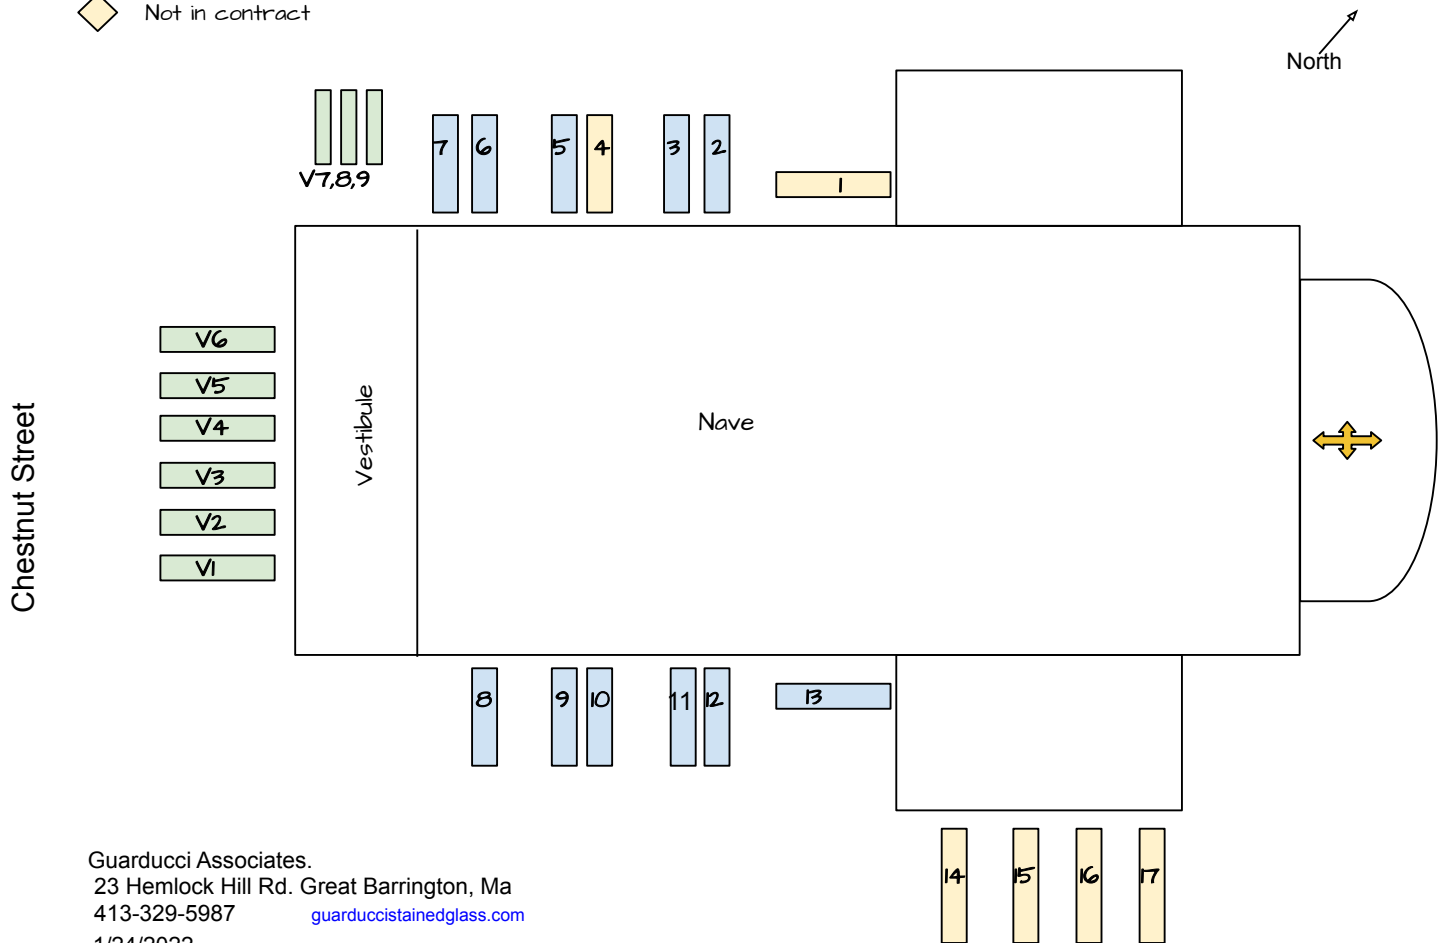 Not in contract
North
7
6
5
4
3
2
1
V7,8,9
V6
V5
V4
V3
V2
V1
Chestnut Street
Vestibule
Nave
8
9
10
11
12
13
14
15
16
17
Guarducci Associates.
23 Hemlock Hill Rd. Great Barrington, Ma
413-329-5987 guarduccistainedglass.com